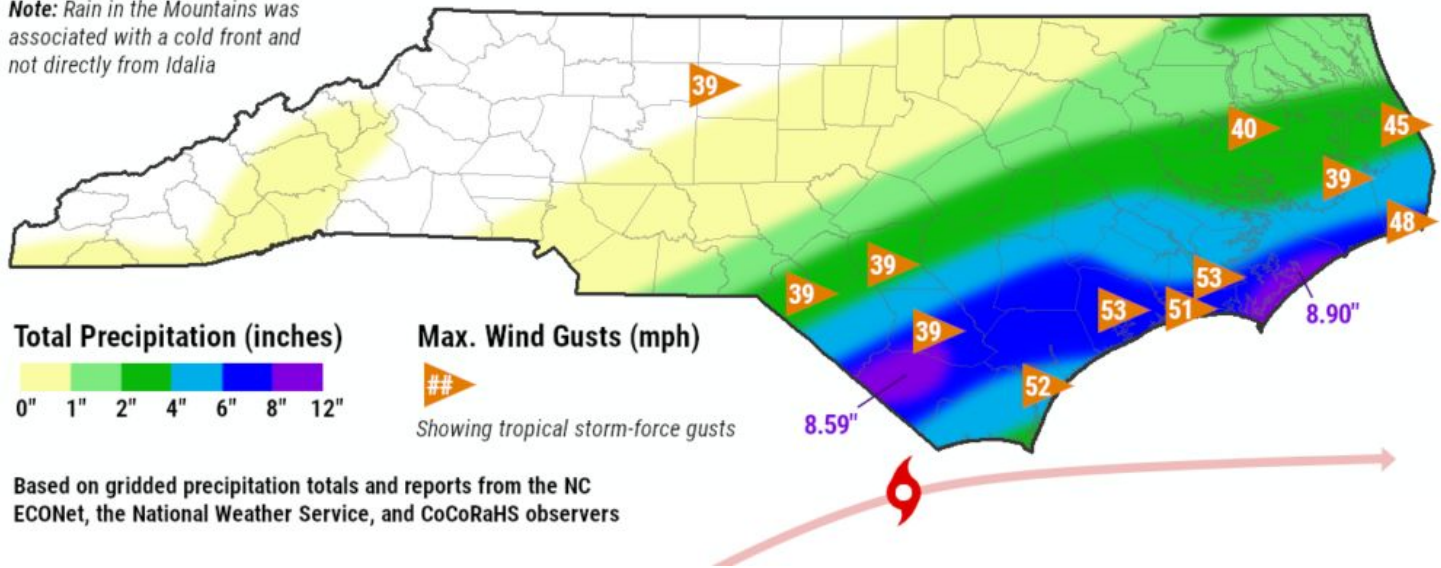 Note: Rain in the Mountains was
associated with a cold front and
not directly from Idalia
39
40
45
39
48
39
53
39
53
51
39
8.90"
52
8.59"
Total Precipitation (inches)
0" 1" 2" 4" 6" 8" 12"
Max. Wind Gusts (mph)
##
Showing tropical storm-force gusts
Based on gridded precipitation totals and reports from the NC
ECONet, the National Weather Service, and CoCoRaHS observers